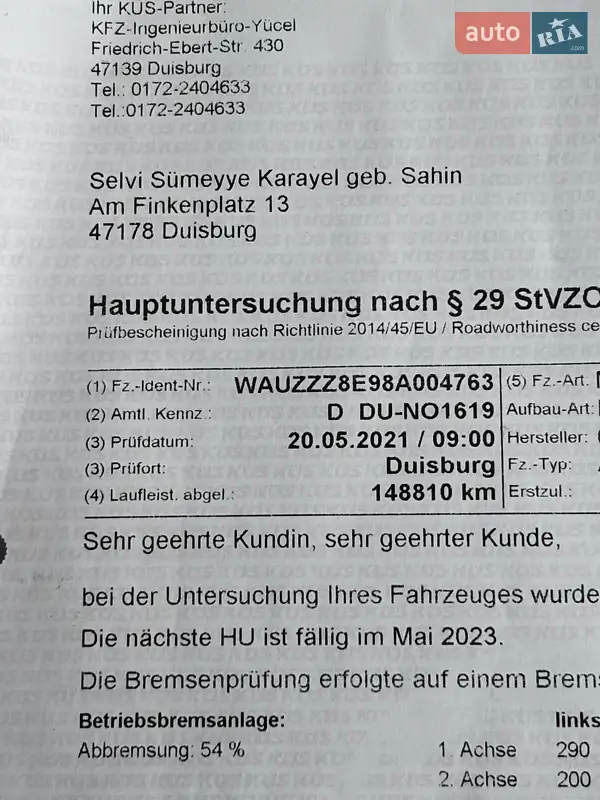 Ihr KÜS-Partner:
KFZ-Ingenieurbüro-Yücel
Friedrich-Ebert-Str. 430
47139 Duisburg
Tel.: 0172-2404633
Tel.:0172-2404633
auto RIA .com
Selvi Sümeyye Karayel geb. Sahin
Am Finkenplatz 13
47178 Duisburg
Hauptuntersuchung nach § 29 StVZO
Prüfbescheinigung nach Richtlinie 2014/45/EU / Roadworthiness ce
(1) Fz.-Ident-Nr.: WAUZZZ8E98A004763 (5) Fz.-Art.
(2) Amtl. Kennz.: D DU-NO1619 Aufbau-Art:
(3) Prüfdatum: 20.05.2021 / 09:00 Hersteller:
(3) Prüfort: Duisburg Fz.-Typ:
(4) Laufleist. abgel.: 148810 km Erstzul.:
Sehr geehrte Kundin, sehr geehrter Kunde,
bei der Untersuchung Ihres Fahrzeuges wurde
Die nächste HU ist fällig im Mai 2023.
Die Bremsenprüfung erfolgte auf einem Brems
Betriebsbremsanlage: links
Abbremsung: 54 % 1. Achse 290
2. Achse 200